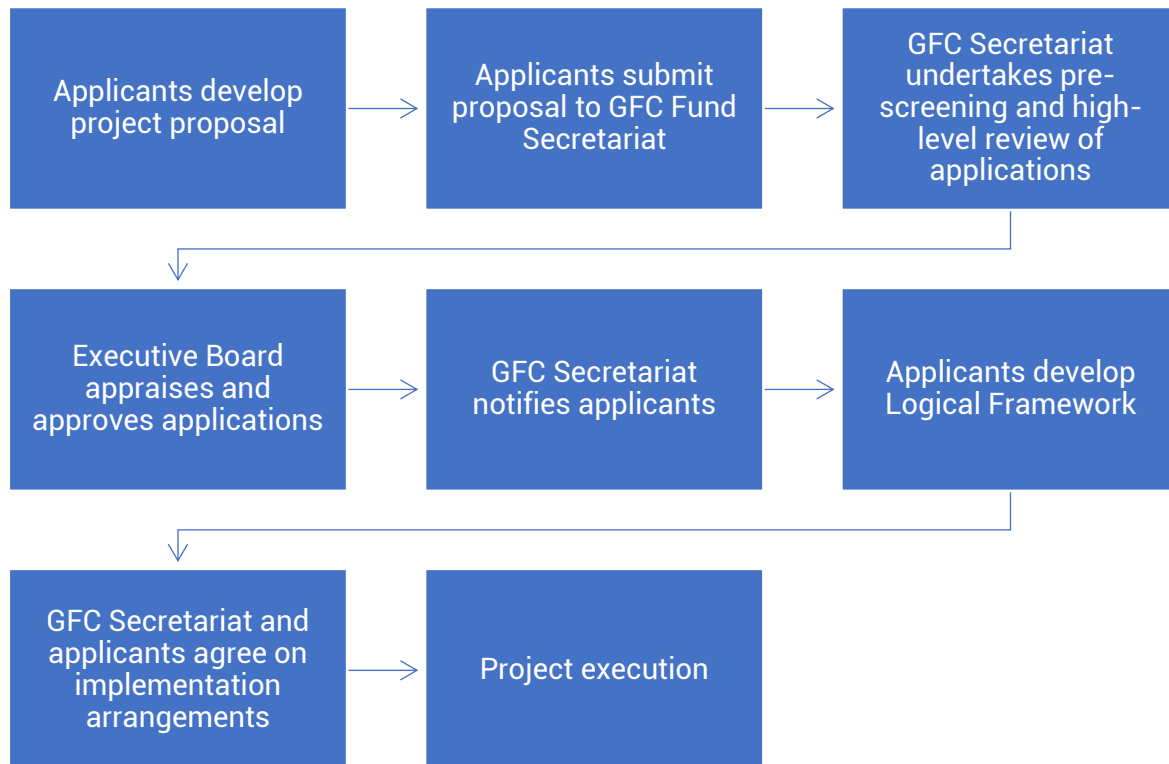 Applicants develop
project proposal
Applicants submit
proposal to GFC Fund
Secretariat
GFC Secretariat
undertakes pre-
screening and high-
level review of
applications
Executive Board
appraises and
approves applications
GFC Secretariat
notifies applicants
Applicants develop
Logical Framework
GFC Secretariat and
applicants agree on
implementation
arrangements
Project execution